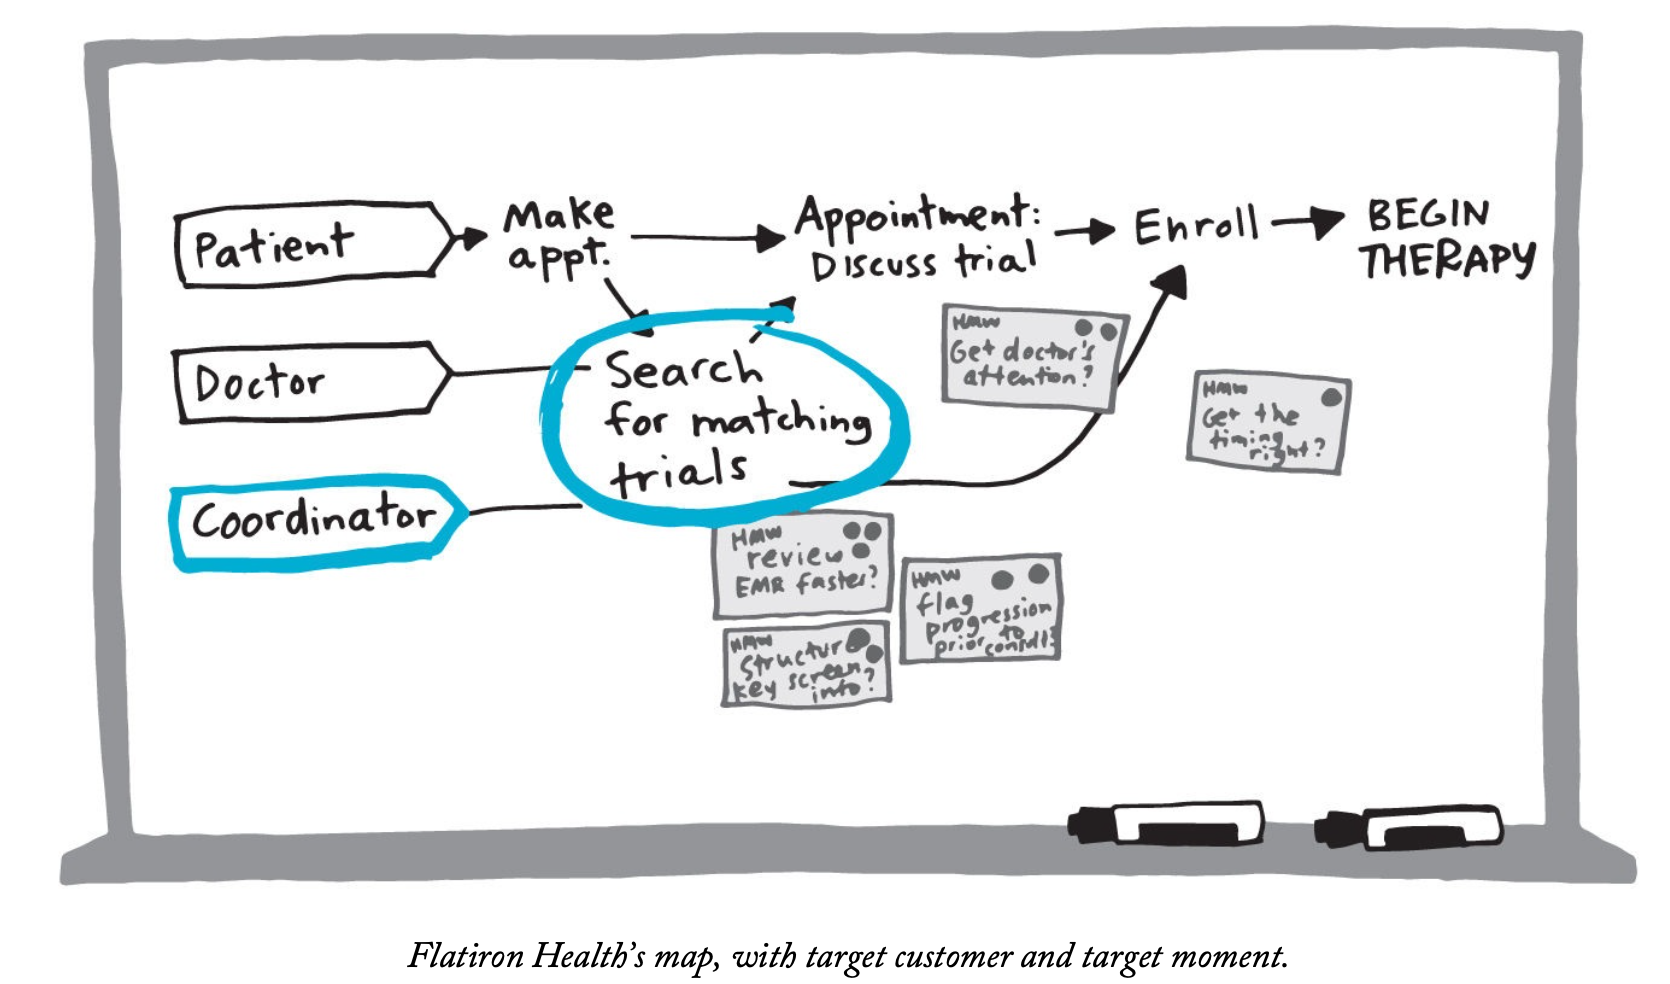 Patient
Make
appt.
Appointment:
Discuss trial
Enroll
BEGIN
THERAPY
Doctor
Search
for matching
trials
Coordinator
HMW
Get doctor's
attention?
HMW
Get the
timing
right?
HMW
review
EMR faster?
HMW
flag
progression
prior to
HMW
Structure
key screen
info?
Flatiron Health's map, with target customer and target moment.